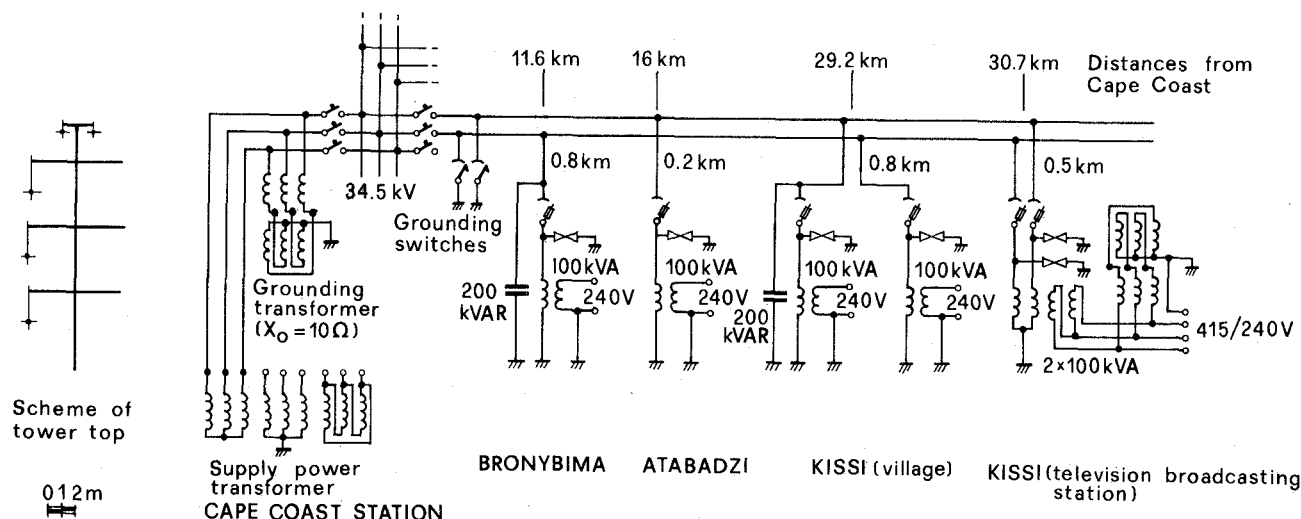 11.6 km
16 km
29.2 km
30.7 km
Distances from
Cape Coast
0.8 km
0.2 km
0.8 km
0.5 km
34.5 kV
Grounding
switches
Grounding
transformer
(X₀ = 10Ω)
200
kVAR
100 kVA
240V
100 kVA
240V
200
kVAR
100 kVA
240V
100 kVA
240V
2×100 kVA
415/240V
Scheme of
tower top
0 1 2 m
Supply power
transformer
CAPE COAST STATION
BRONYBIMA
ATABADZI
KISSI (village)
KISSI (television broadcasting
station)